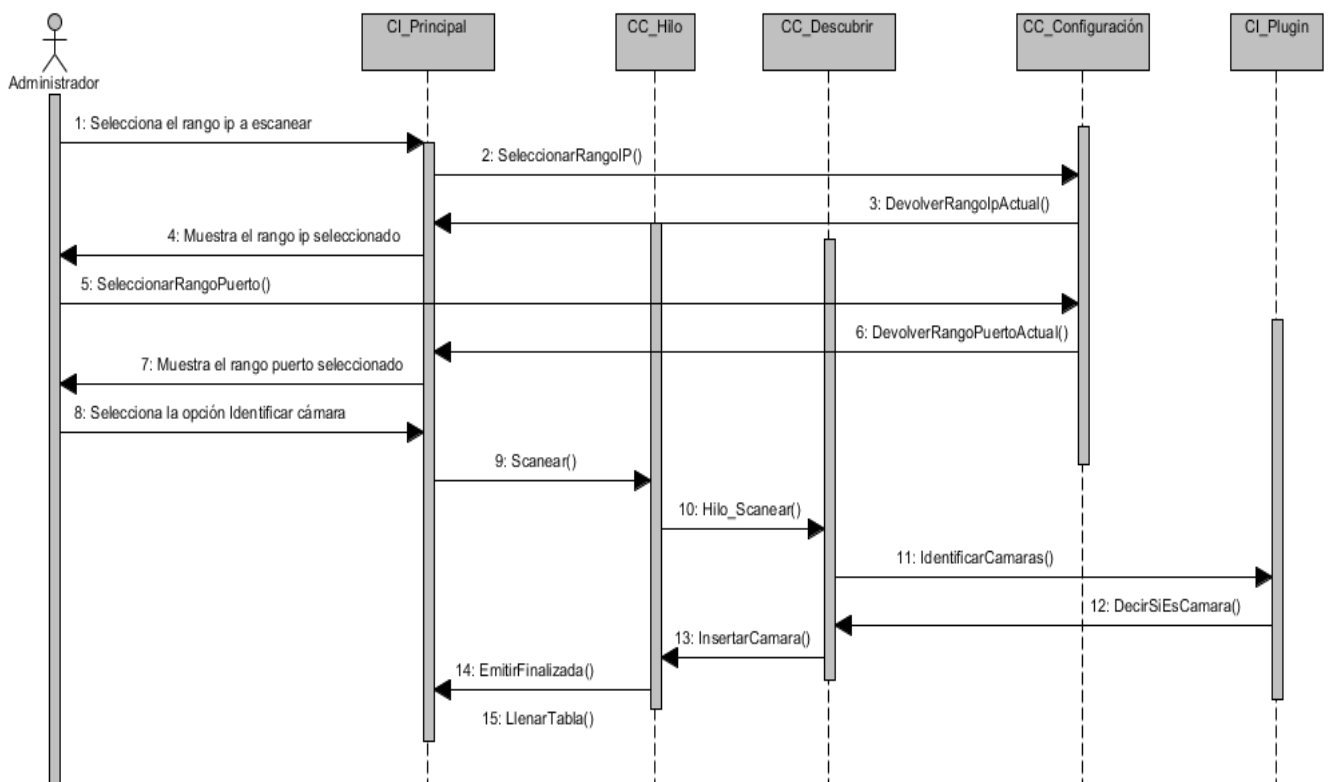 CI_Principal
CC_Hilo
CC_Descubrir
CC_Configuración
CI_Plugin
Administrador
1: Selecciona el rango ip a escanear
2: SeleccionarRangoIP()
3: DevolverRangoIpActual()
4: Muestra el rango ip seleccionado
5: SeleccionarRangoPuerto()
6: DevolverRangoPuertoActual()
7: Muestra el rango puerto seleccionado
8: Selecciona la opción Identificar cámara
9: Scanear()
10: Hilo_Scanear()
11: IdentificarCamaras()
12: DecirSiEsCamara()
13: InsertarCamara()
14: EmitirFinalizada()
15: LlenarTabla()